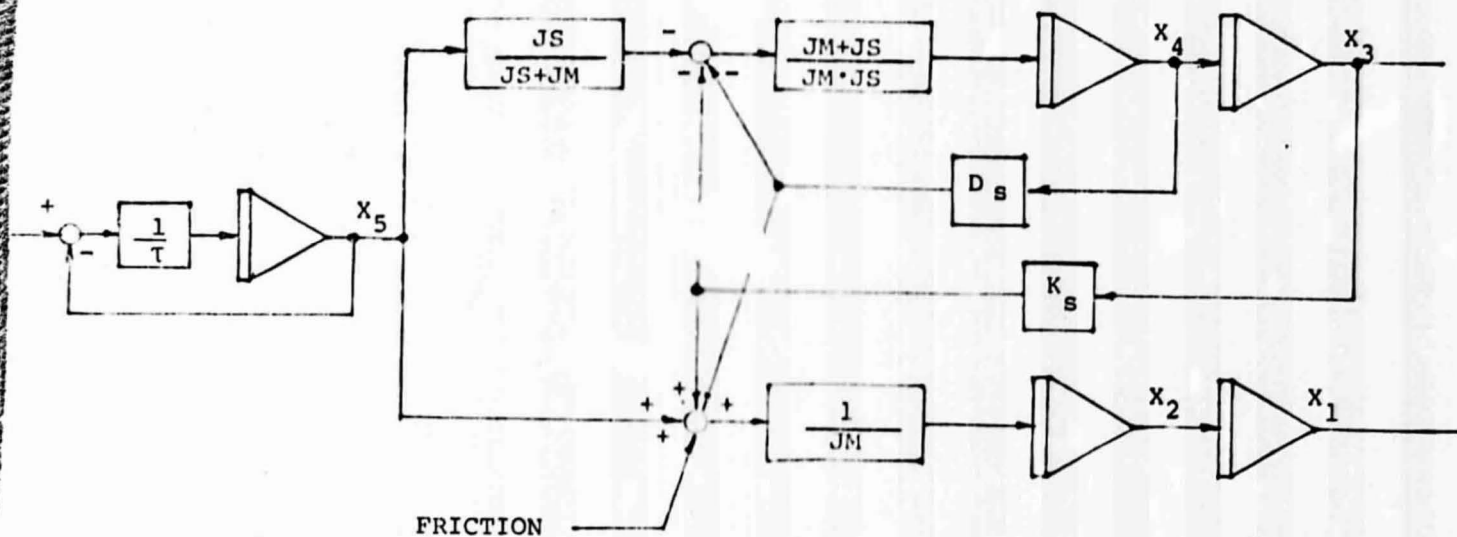 JS
JS+JM
-
- -
JM+JS
JM·JS
X4
X3
Ds
+
-
1
τ
X5
Ks
+ + +
+
1
JM
X2
X1
FRICTION